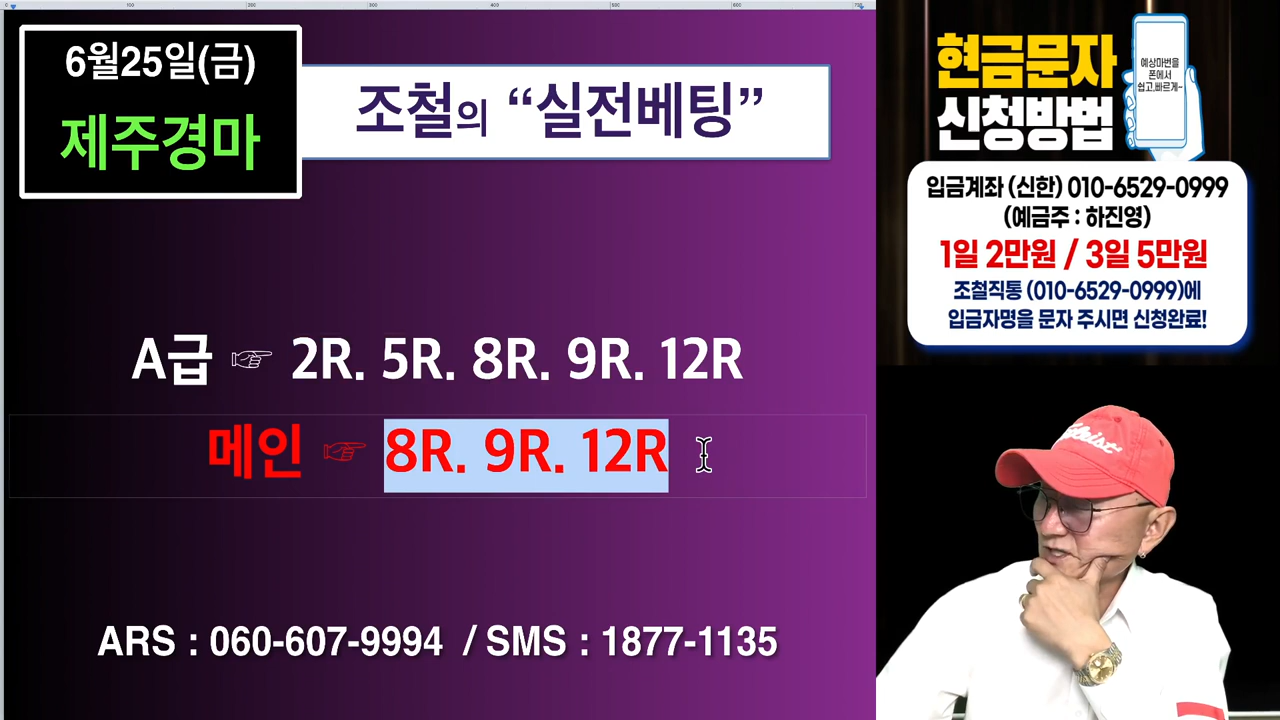 6월25일(금)
제주경마
조철의 “실전베팅”
A급 ☞ 2R. 5R. 8R. 9R. 12R
메인 ☞ 8R. 9R. 12R
ARS : 060-607-9994 / SMS : 1877-1135
현금문자
신청방법
예상마번을
폰에서
쉽고,빠르게~
입금계좌 (신한) 010-6529-0999
(예금주 : 하진영)
1일 2만원 / 3일 5만원
조철직통 (010-6529-0999)에
입금자명을 문자 주시면 신청완료!
Titleist